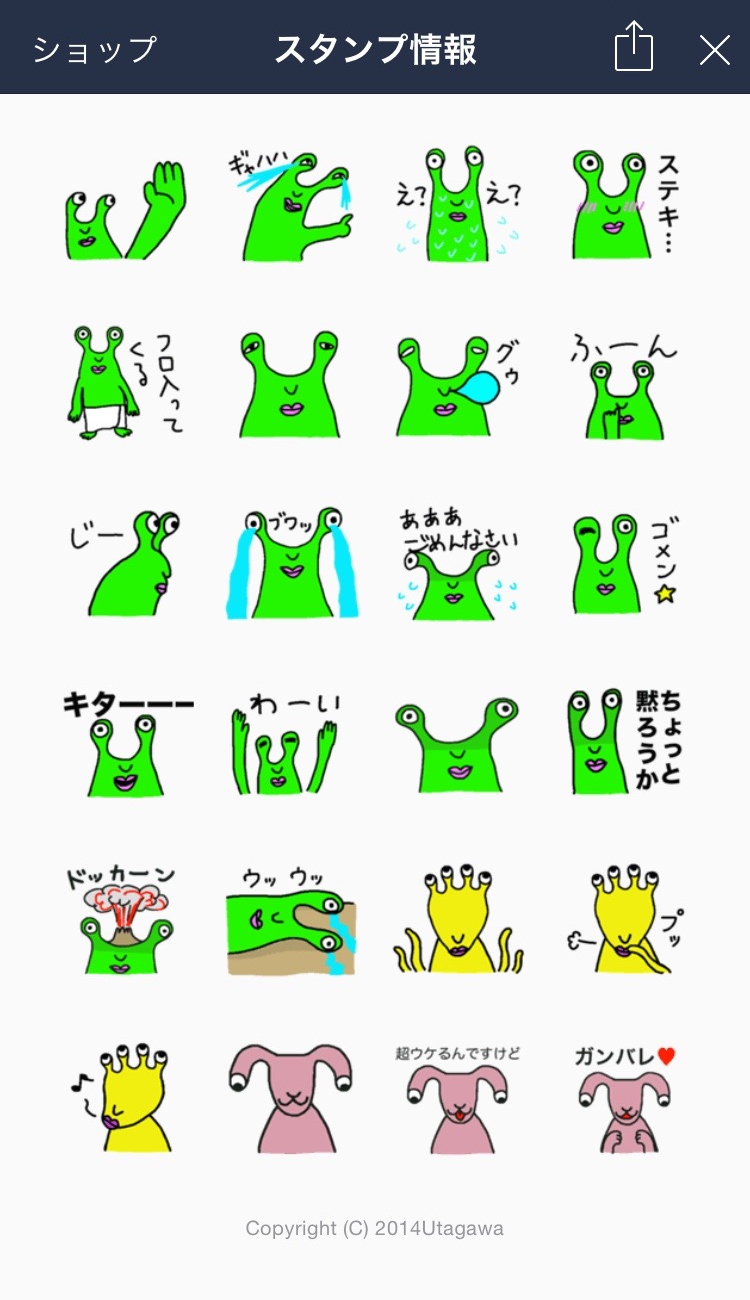 ショップ
スタンプ情報
ギャハハ
え?
え?
ステキ…
フロ入って
くる
グゥ
ふーん
じー
ブワッ
あああ
ごめんなさい
ゴメン☆
キターーー
わーい
ちょっと
黙ろうか
ドッカーン
ウッ ウッ
プッ
超ウケるんですけど
ガンバレ♥
Copyright (C) 2014Utagawa